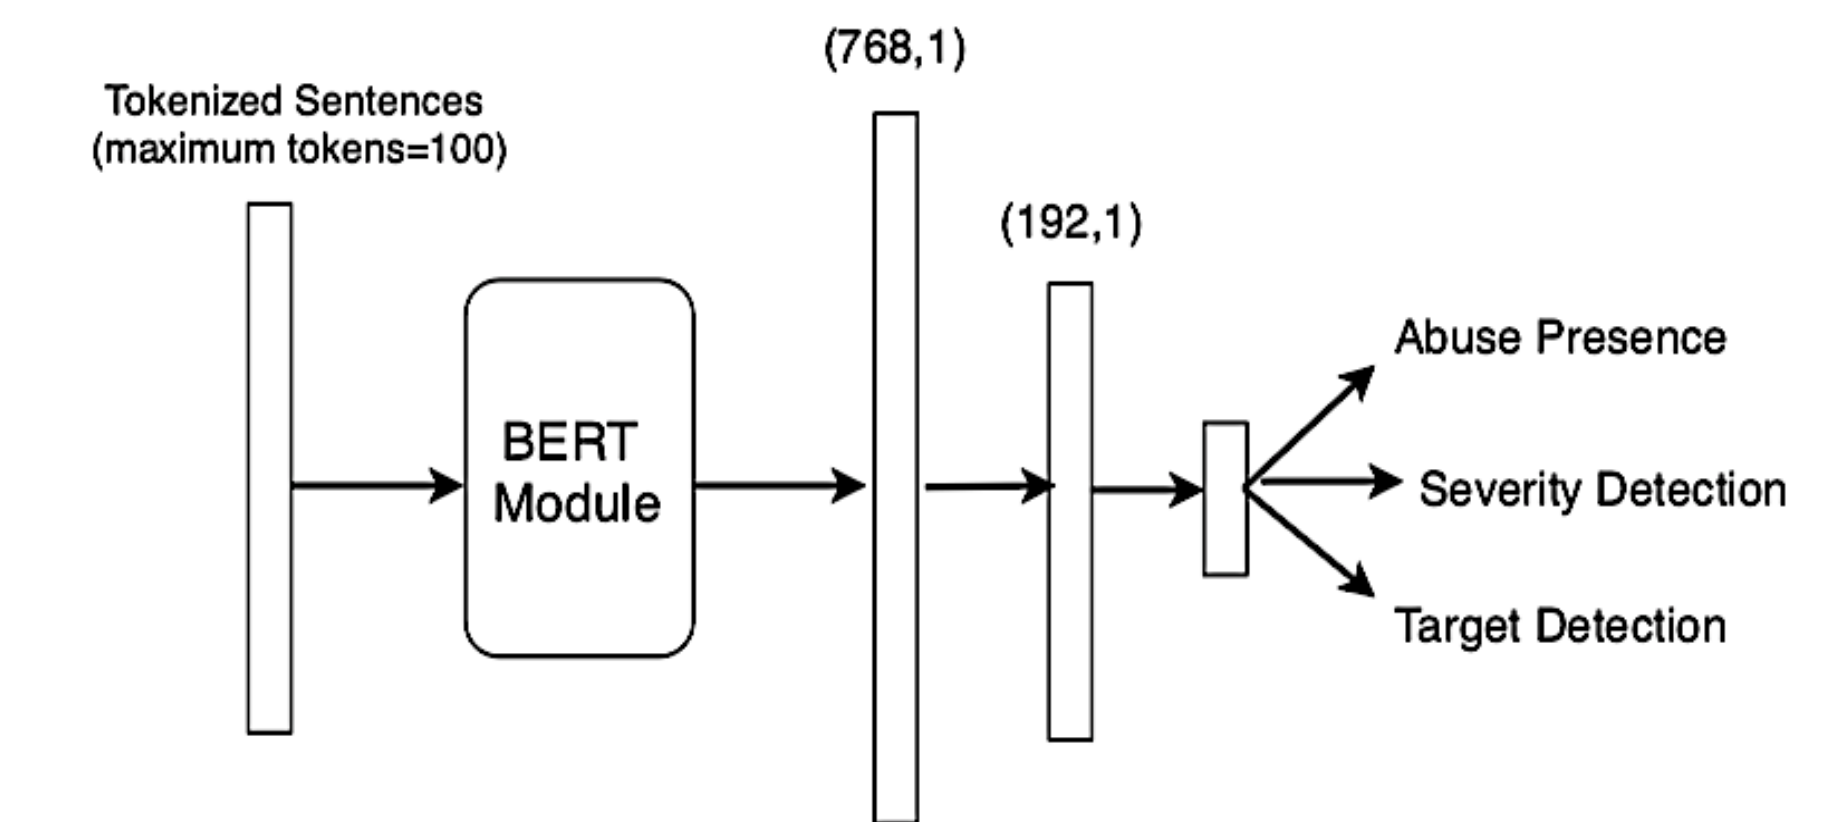 Tokenized Sentences
(maximum tokens=100)
BERT
Module
(768,1)
(192,1)
Abuse Presence
Severity Detection
Target Detection